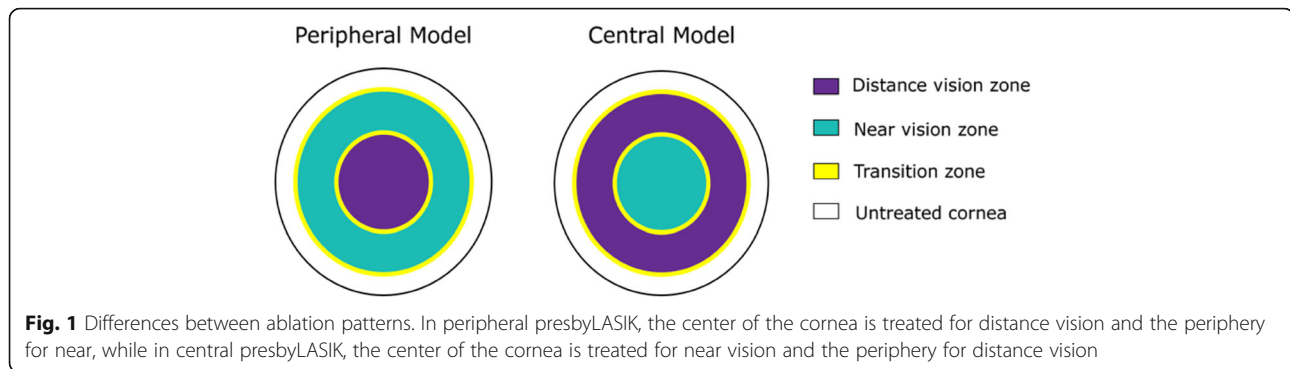 Peripheral Model
Central Model
Distance vision zone
Near vision zone
Transition zone
Untreated cornea
Fig. 1 Differences between ablation patterns. In peripheral presbyLASIK, the center of the cornea is treated for distance vision and the periphery
for near, while in central presbyLASIK, the center of the cornea is treated for near vision and the periphery for distance vision